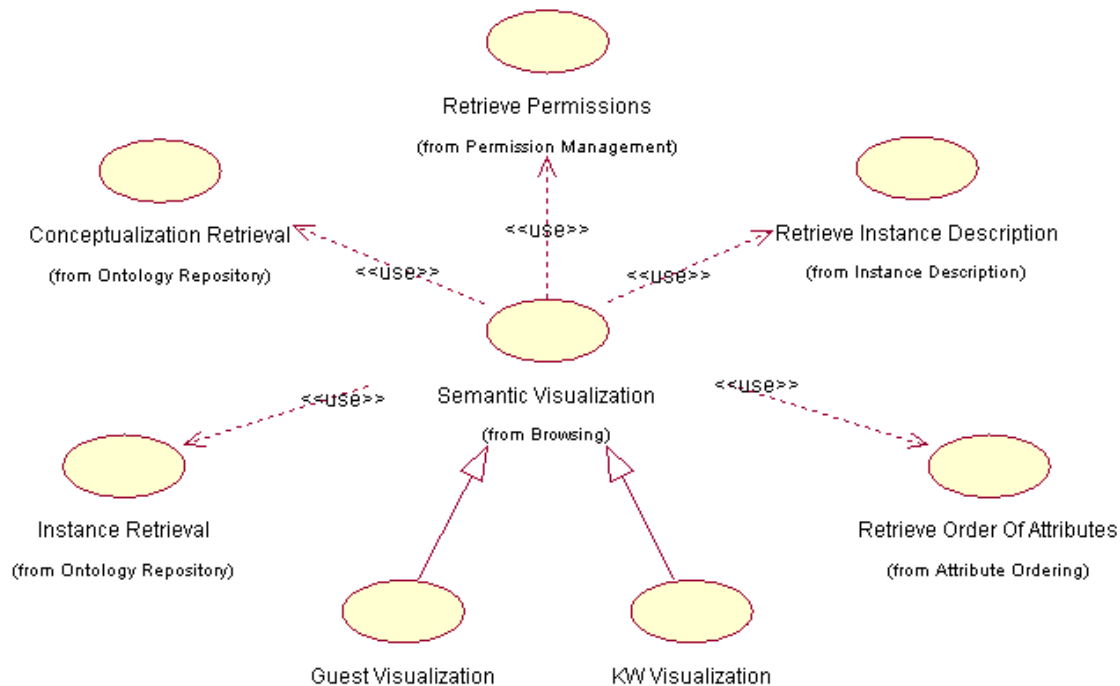 Retrieve Permissions
(from Permission Management)
Conceptualization Retrieval
(from Ontology Repository)
<<use>>
Retrieve Instance Description
(from Instance Description)
<<use>>
<<use>>
<<use>>
Semantic Visualization
(from Browsing)
<<use>>
Instance Retrieval
(from Ontology Repository)
Retrieve Order Of Attributes
(from Attribute Ordering)
Guest Visualization
KW Visualization